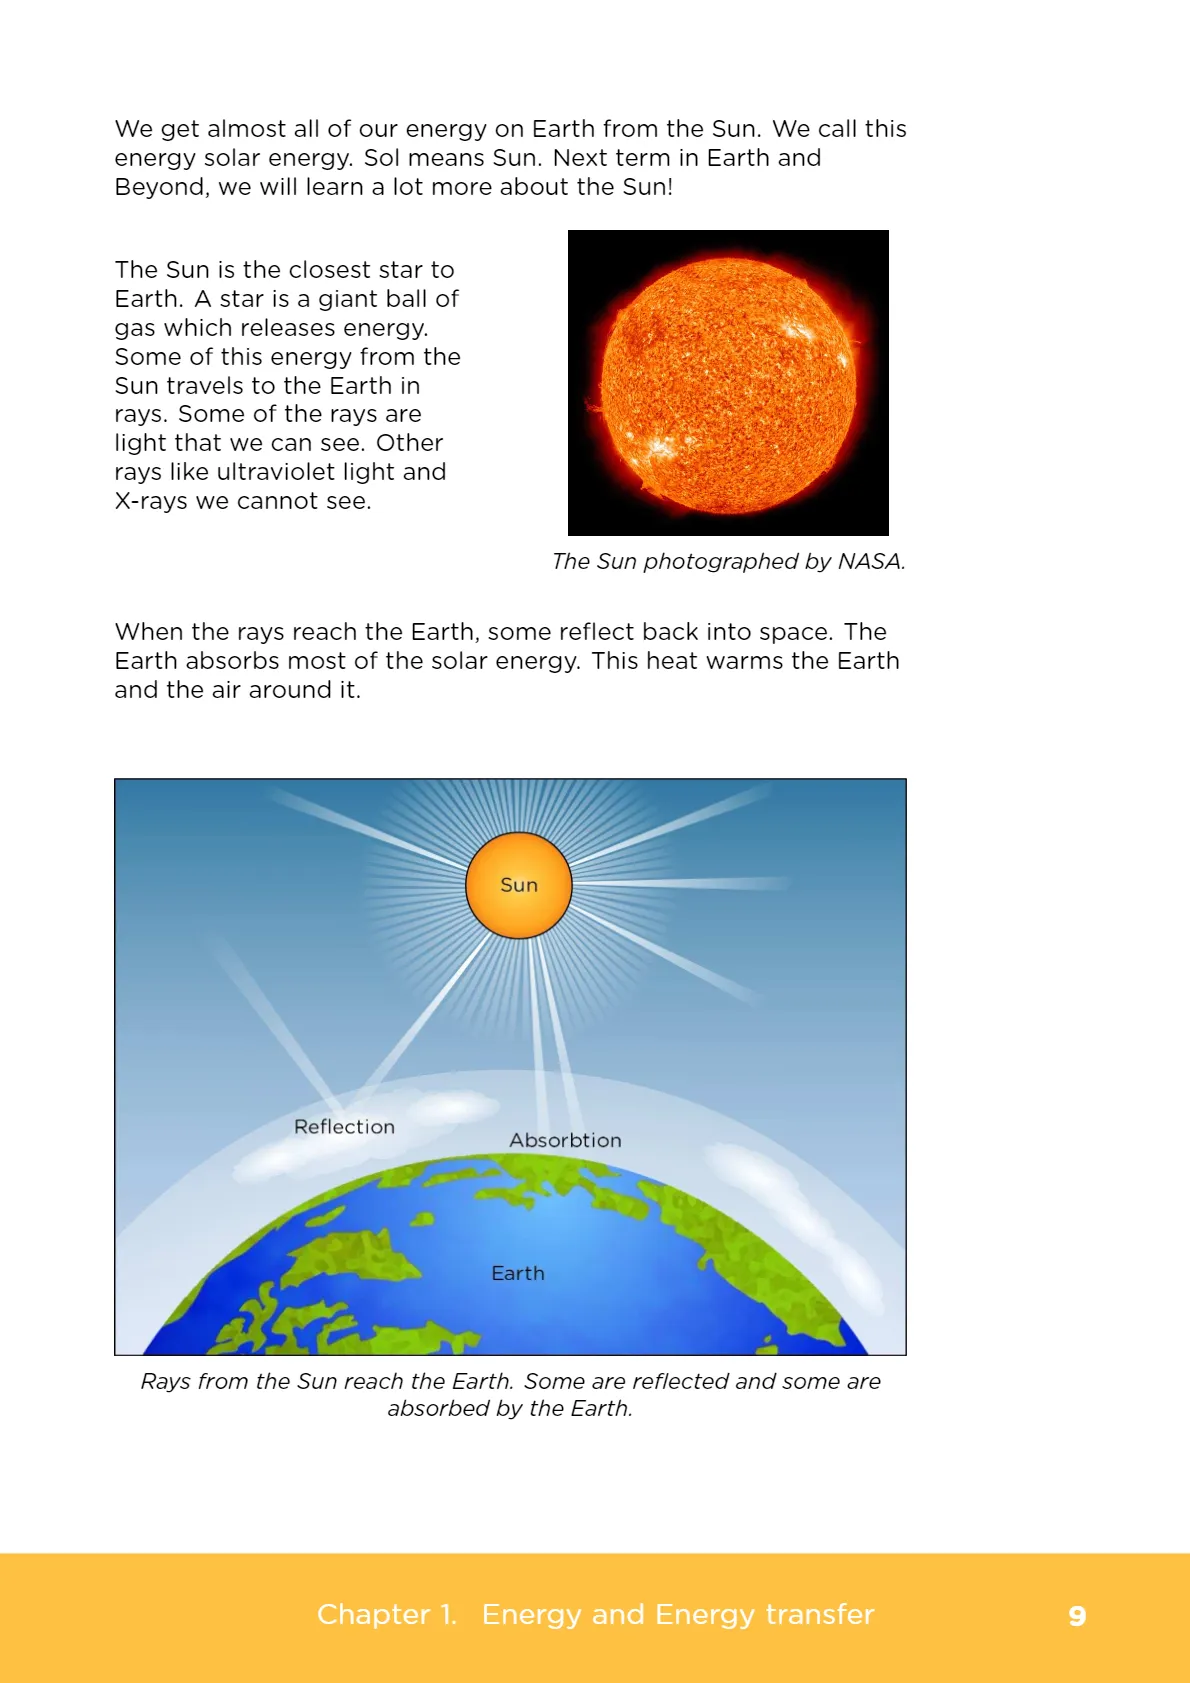 We get almost all of our energy on Earth from the Sun. We call this
energy solar energy. Sol means Sun. Next term in Earth and
Beyond, we will learn a lot more about the Sun!
The Sun is the closest star to
Earth. A star is a giant ball of
gas which releases energy.
Some of this energy from the
Sun travels to the Earth in
rays. Some of the rays are
light that we can see. Other
rays like ultraviolet light and
X-rays we cannot see.
The Sun photographed by NASA.
When the rays reach the Earth, some reflect back into space. The
Earth absorbs most of the solar energy. This heat warms the Earth
and the air around it.
Sun
Reflection
Absorbtion
Earth
Rays from the Sun reach the Earth. Some are reflected and some are
absorbed by the Earth.
Chapter 1. Energy and Energy transfer 9